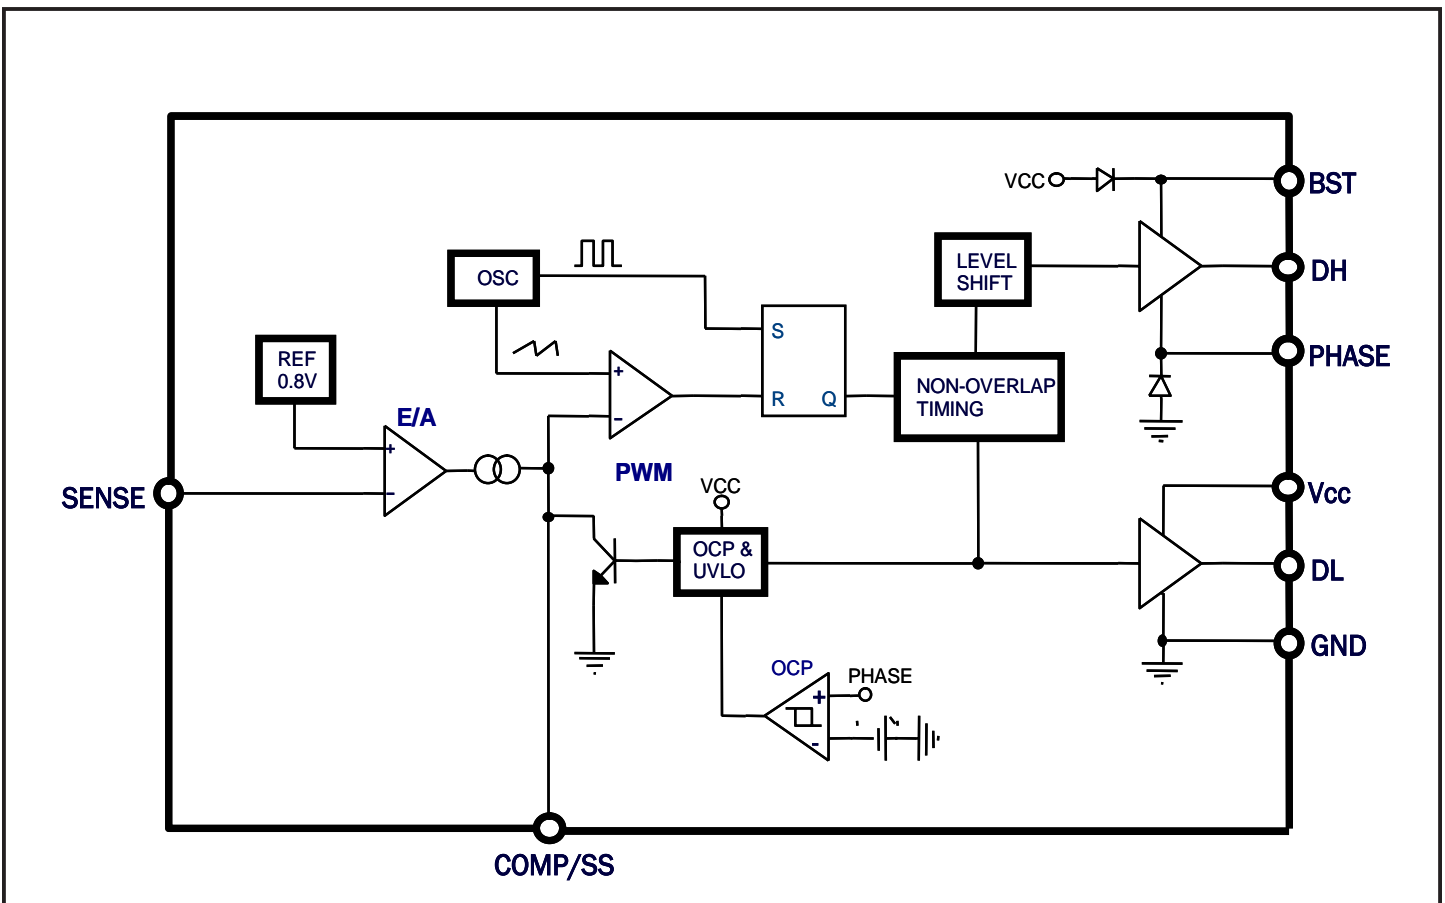 VCC
BST
OSC
LEVEL
SHIFT
DH
S
REF
0.8V
+
R
Q
NON-OVERLAP
TIMING
PHASE
E/A
-
+
-
PWM
SENSE
VCC
Vcc
OCP &
UVLO
DL
GND
OCP
PHASE
+
-
COMP/SS